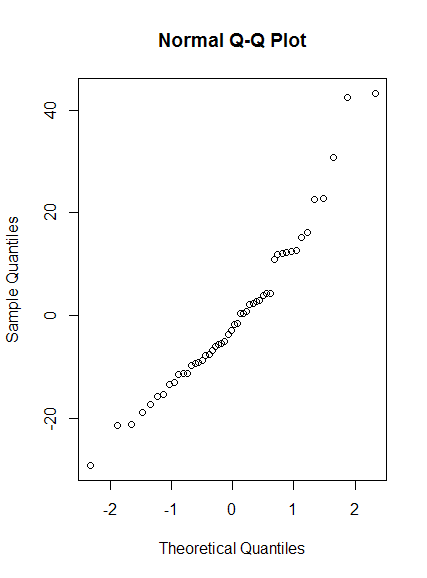 Normal Q-Q Plot
40
20
0
-20
Sample Quantiles
-2 -1 0 1 2
Theoretical Quantiles